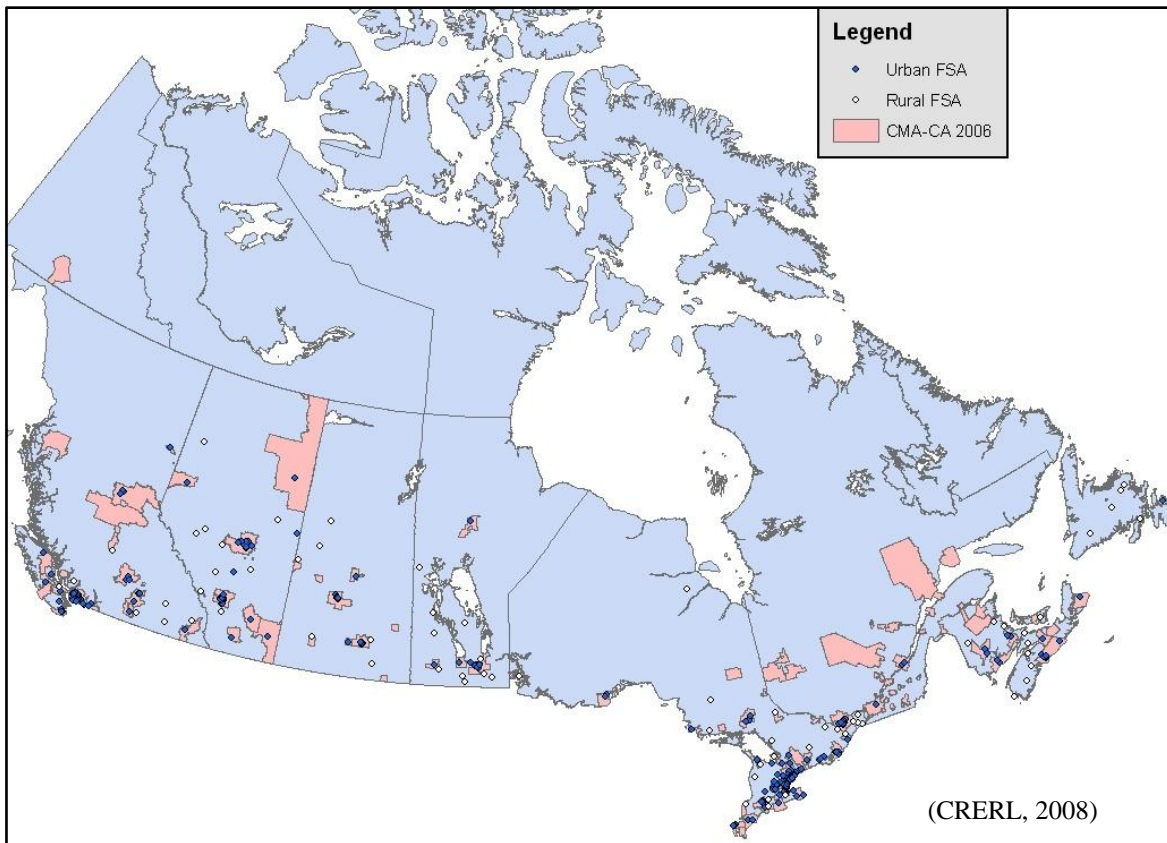 Legend
Urban FSA
Rural FSA
CMA-CA 2006
(CRERL, 2008)